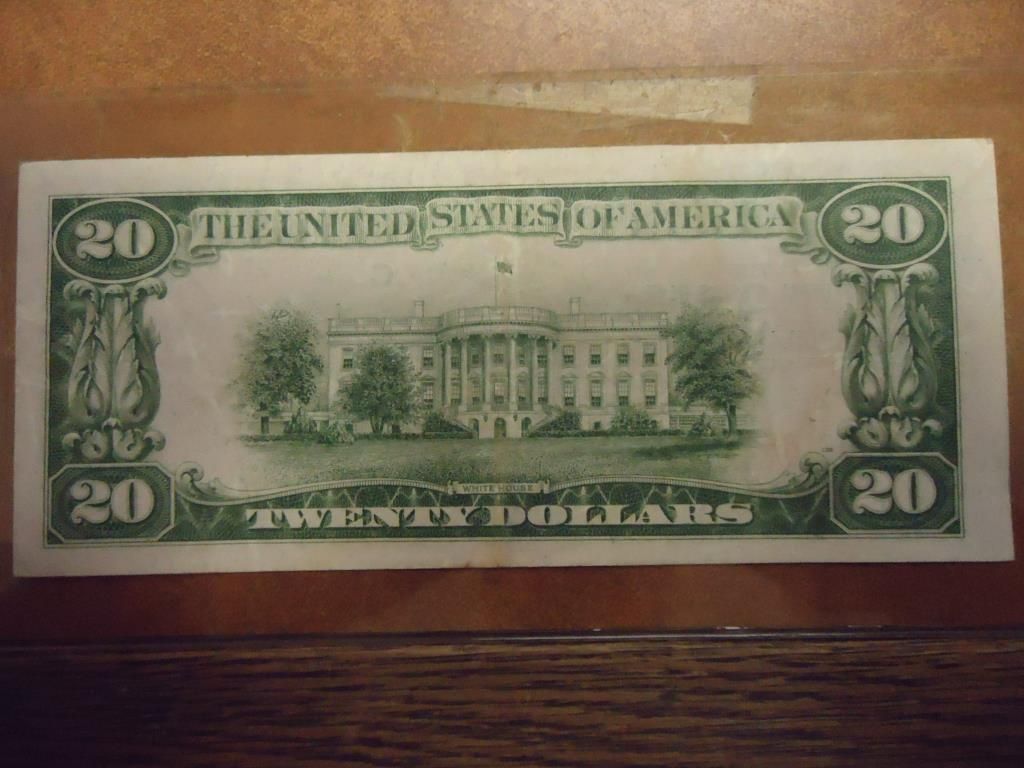 20 THE UNITED STATES OF AMERICA 20
WHITE HOUSE
20 TWENTY DOLLARS 20